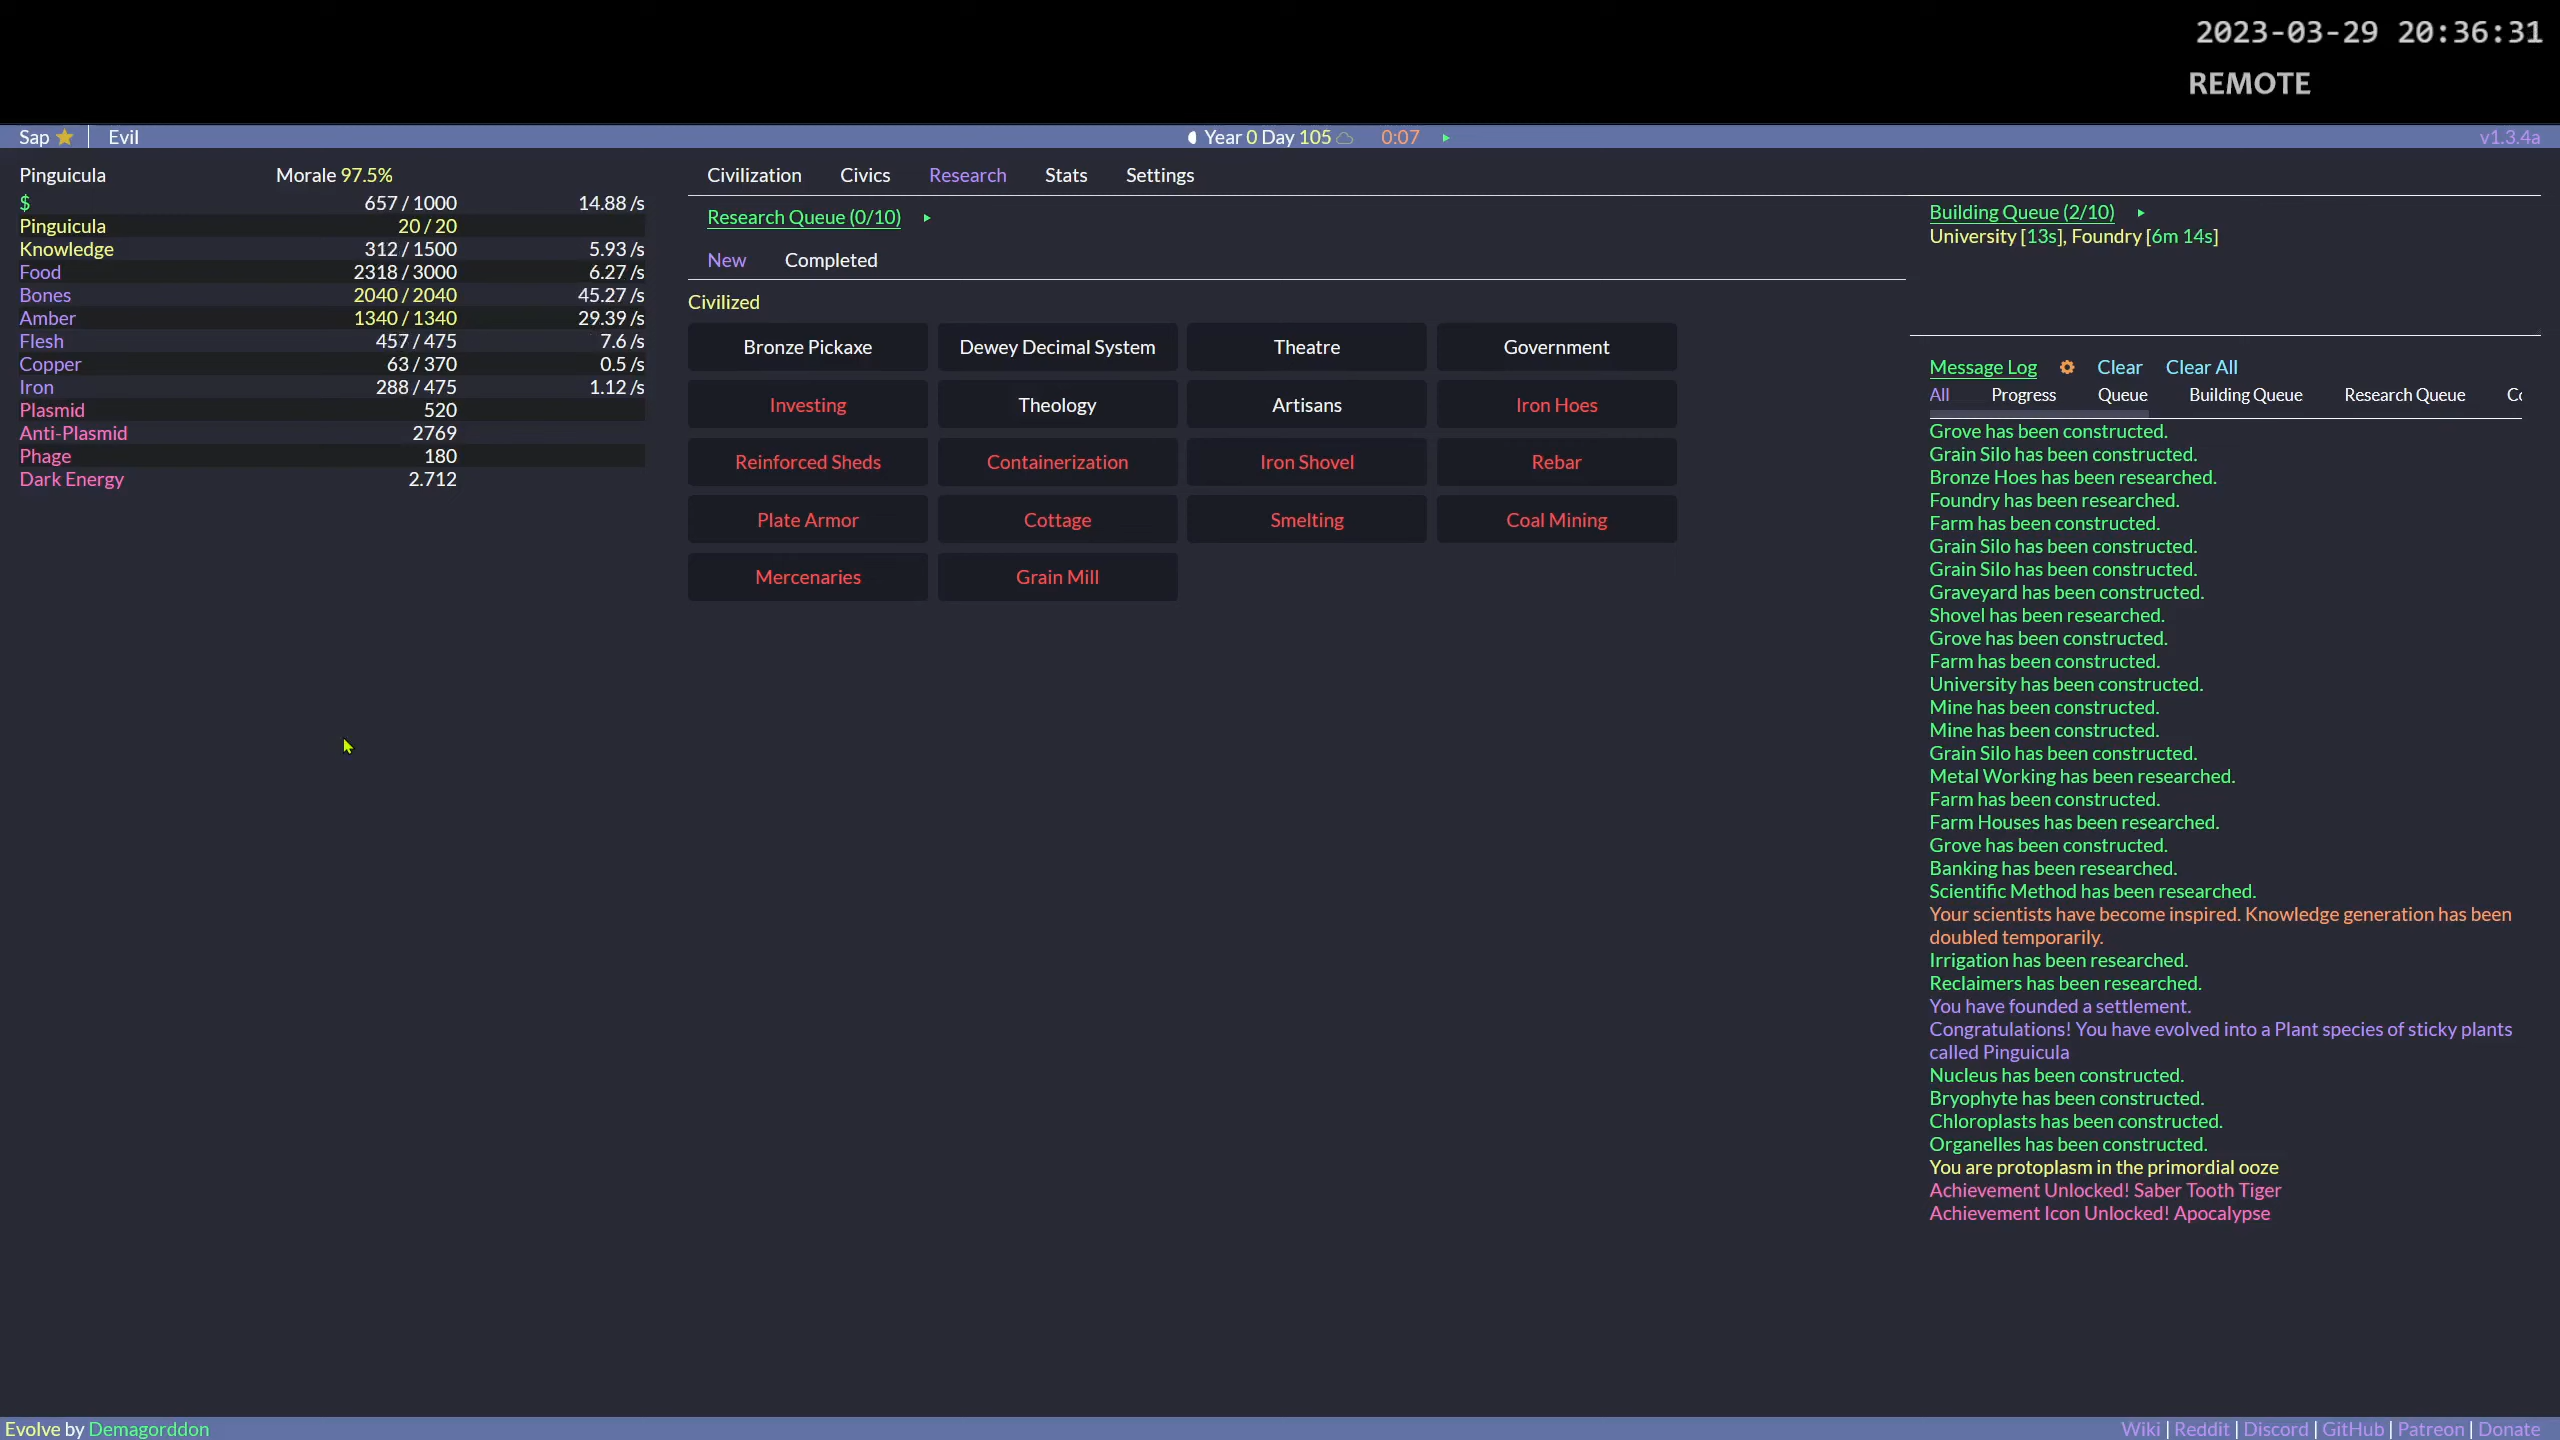 2023-03-29 20:36:31
REMOTE
Sap | Evil
Year 0 Day 105 0:07
v1.3.4a
Pinguicula Morale 97.5%
$ 657 / 1000 14.88 /s
Pinguicula 20 / 20
Knowledge 312 / 1500 5.93 /s
Food 2318 / 3000 6.27 /s
Bones 2040 / 2040 45.27 /s
Amber 1340 / 1340 29.39 /s
Flesh 457 / 475 7.6 /s
Copper 63 / 370 0.5 /s
Iron 288 / 475 1.12 /s
Plasmid 520
Anti-Plasmid 2769
Phage 180
Dark Energy 2.712
Civilization Civics Research Stats Settings
Research Queue (0/10)
New Completed
Civilized
Bronze Pickaxe Dewey Decimal System Theatre Government
Investing Theology Artisans Iron Hoes
Reinforced Sheds Containerization Iron Shovel Rebar
Plate Armor Cottage Smelting Coal Mining
Mercenaries Grain Mill
Building Queue (2/10)
University [13s], Foundry [6m 14s]
Message Log Clear Clear All
All Progress Queue Building Queue Research Queue
Grove has been constructed.
Grain Silo has been constructed.
Bronze Hoes has been researched.
Foundry has been researched.
Farm has been constructed.
Grain Silo has been constructed.
Grain Silo has been constructed.
Graveyard has been constructed.
Shovel has been researched.
Grove has been constructed.
Farm has been constructed.
University has been constructed.
Mine has been constructed.
Mine has been constructed.
Grain Silo has been constructed.
Metal Working has been researched.
Farm has been constructed.
Farm Houses has been researched.
Grove has been constructed.
Banking has been researched.
Scientific Method has been researched.
Your scientists have become inspired. Knowledge generation has been
doubled temporarily.
Irrigation has been researched.
Reclaimers has been researched.
You have founded a settlement.
Congratulations! You have evolved into a Plant species of sticky plants
called Pinguicula
Nucleus has been constructed.
Bryophyte has been constructed.
Chloroplasts has been constructed.
Organelles has been constructed.
You are protoplasm in the primordial ooze
Achievement Unlocked! Saber Tooth Tiger
Achievement Icon Unlocked! Apocalypse
Evolve by Demagorddon
Wiki | Reddit | Discord | GitHub | Patreon | Donate